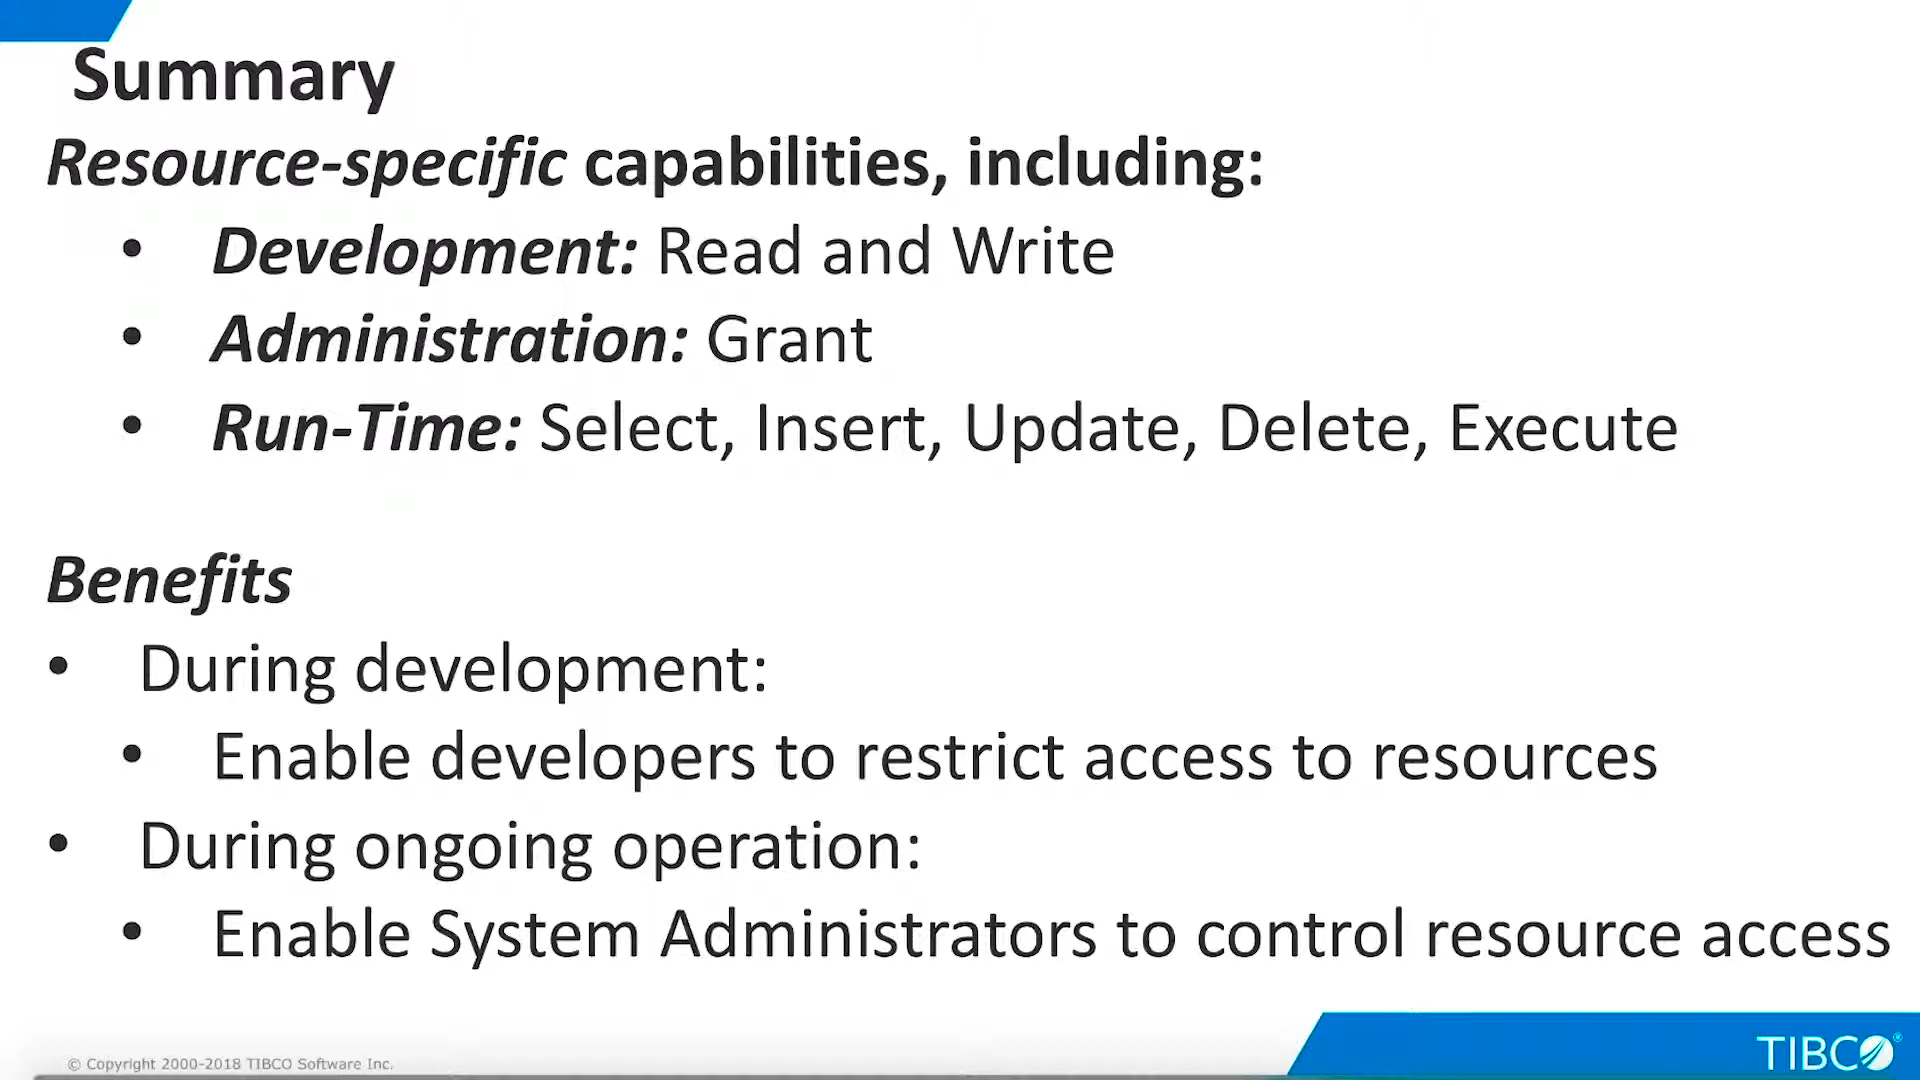 Summary
Resource-specific capabilities, including:
• Development: Read and Write
• Administration: Grant
• Run-Time: Select, Insert, Update, Delete, Execute
Benefits
• During development:
• Enable developers to restrict access to resources
• During ongoing operation:
• Enable System Administrators to control resource access
© Copyright 2000-2018 TIBCO Software Inc.
TIBCO®